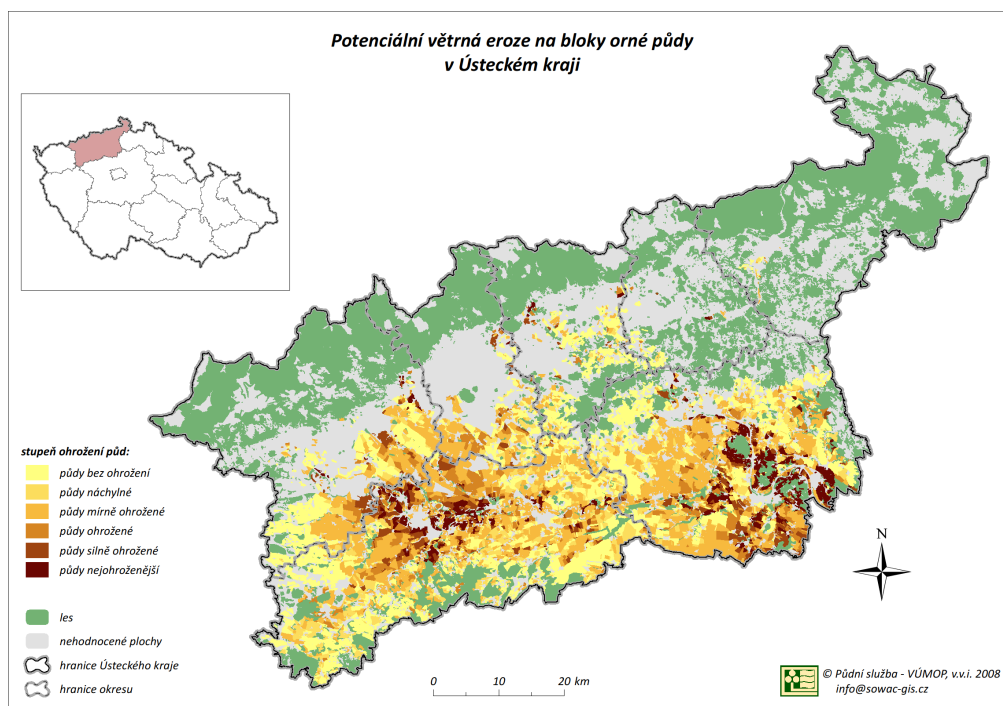 Potenciální větrná eroze na bloky orné půdy
v Ústeckém kraji
stupeň ohrožení půd:
půdy bez ohrožení
půdy náchylné
půdy mírně ohrožené
půdy ohrožené
půdy silně ohrožené
půdy nejohroženější
les
nehodnocené plochy
hranice Ústeckého kraje
hranice okresu
0 10 20 km
N
© Půdní služba - VÚMOP, v.v.i. 2008
info@sowac-gis.cz